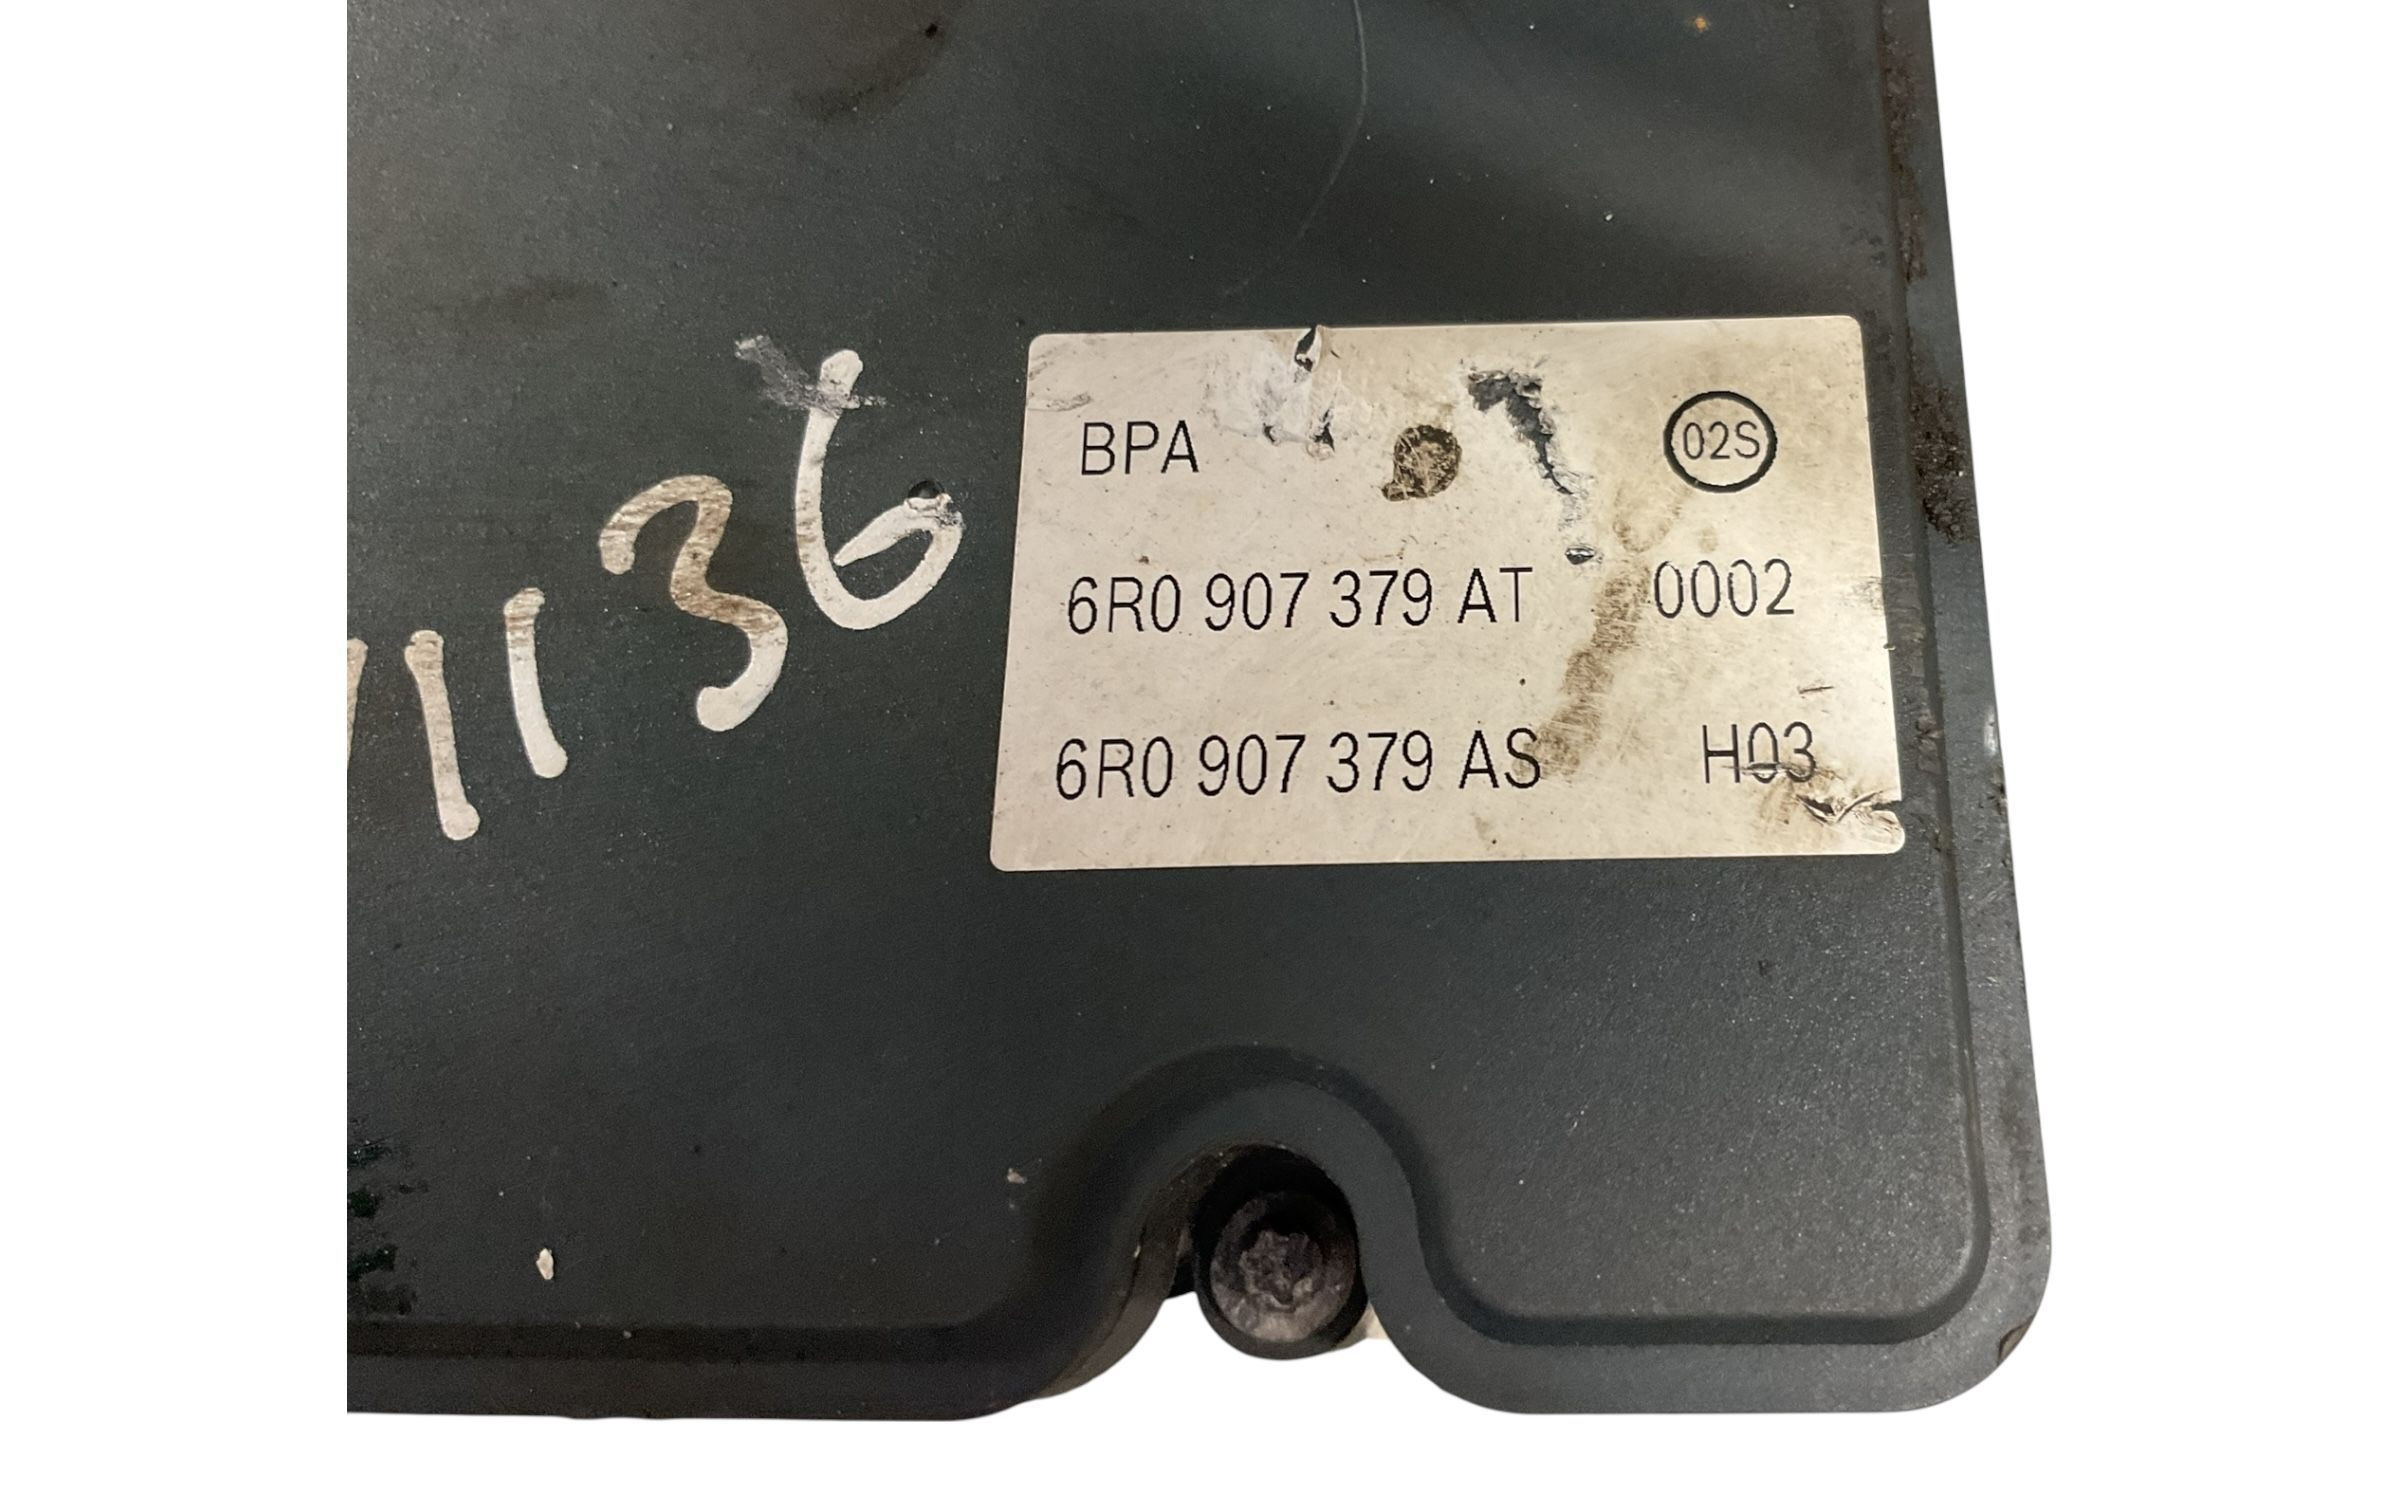 1136
BPA 02S
6R0 907 379 AT 0002
6R0 907 379 AS H03